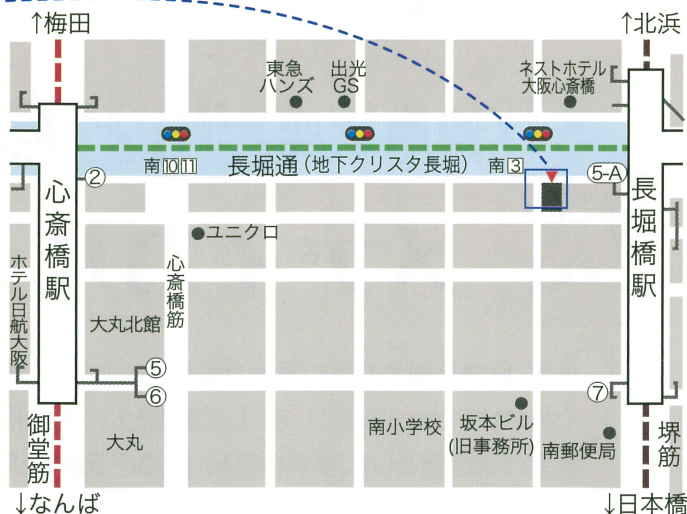 ↑梅田
↑北浜
東急
ハンズ
出光
GS
ネストホテル
大阪心斎橋
南10 11
長堀通(地下クリスタ長堀)
南3
②
5-A
心斎橋駅
長堀橋駅
ユニクロ
心斎橋筋
ホテル日航大阪
大丸北館
⑤
⑥
⑦
御堂筋
大丸
南小学校
坂本ビル
(旧事務所)
南郵便局
堺筋
↓なんば
↓日本橋